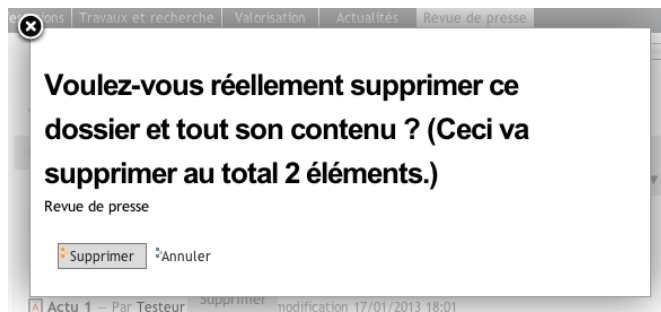 Travaux et recherche Valorisation Actualités Revue de presse
Voulez-vous réellement supprimer ce
dossier et tout son contenu ? (Ceci va
supprimer au total 2 éléments.)
Revue de presse
Supprimer Annuler
Actu 1 — Par Testeur Supprimer modification 17/01/2013 18:01